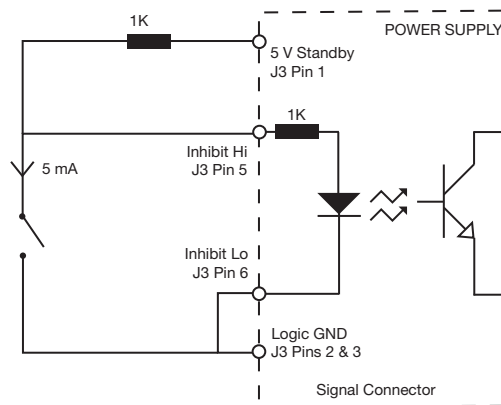 1K
POWER SUPPLY
5 V Standby
J3 Pin 1
1K
Inhibit Hi
J3 Pin 5
5 mA
Inhibit Lo
J3 Pin 6
Logic GND
J3 Pins 2 & 3
Signal Connector